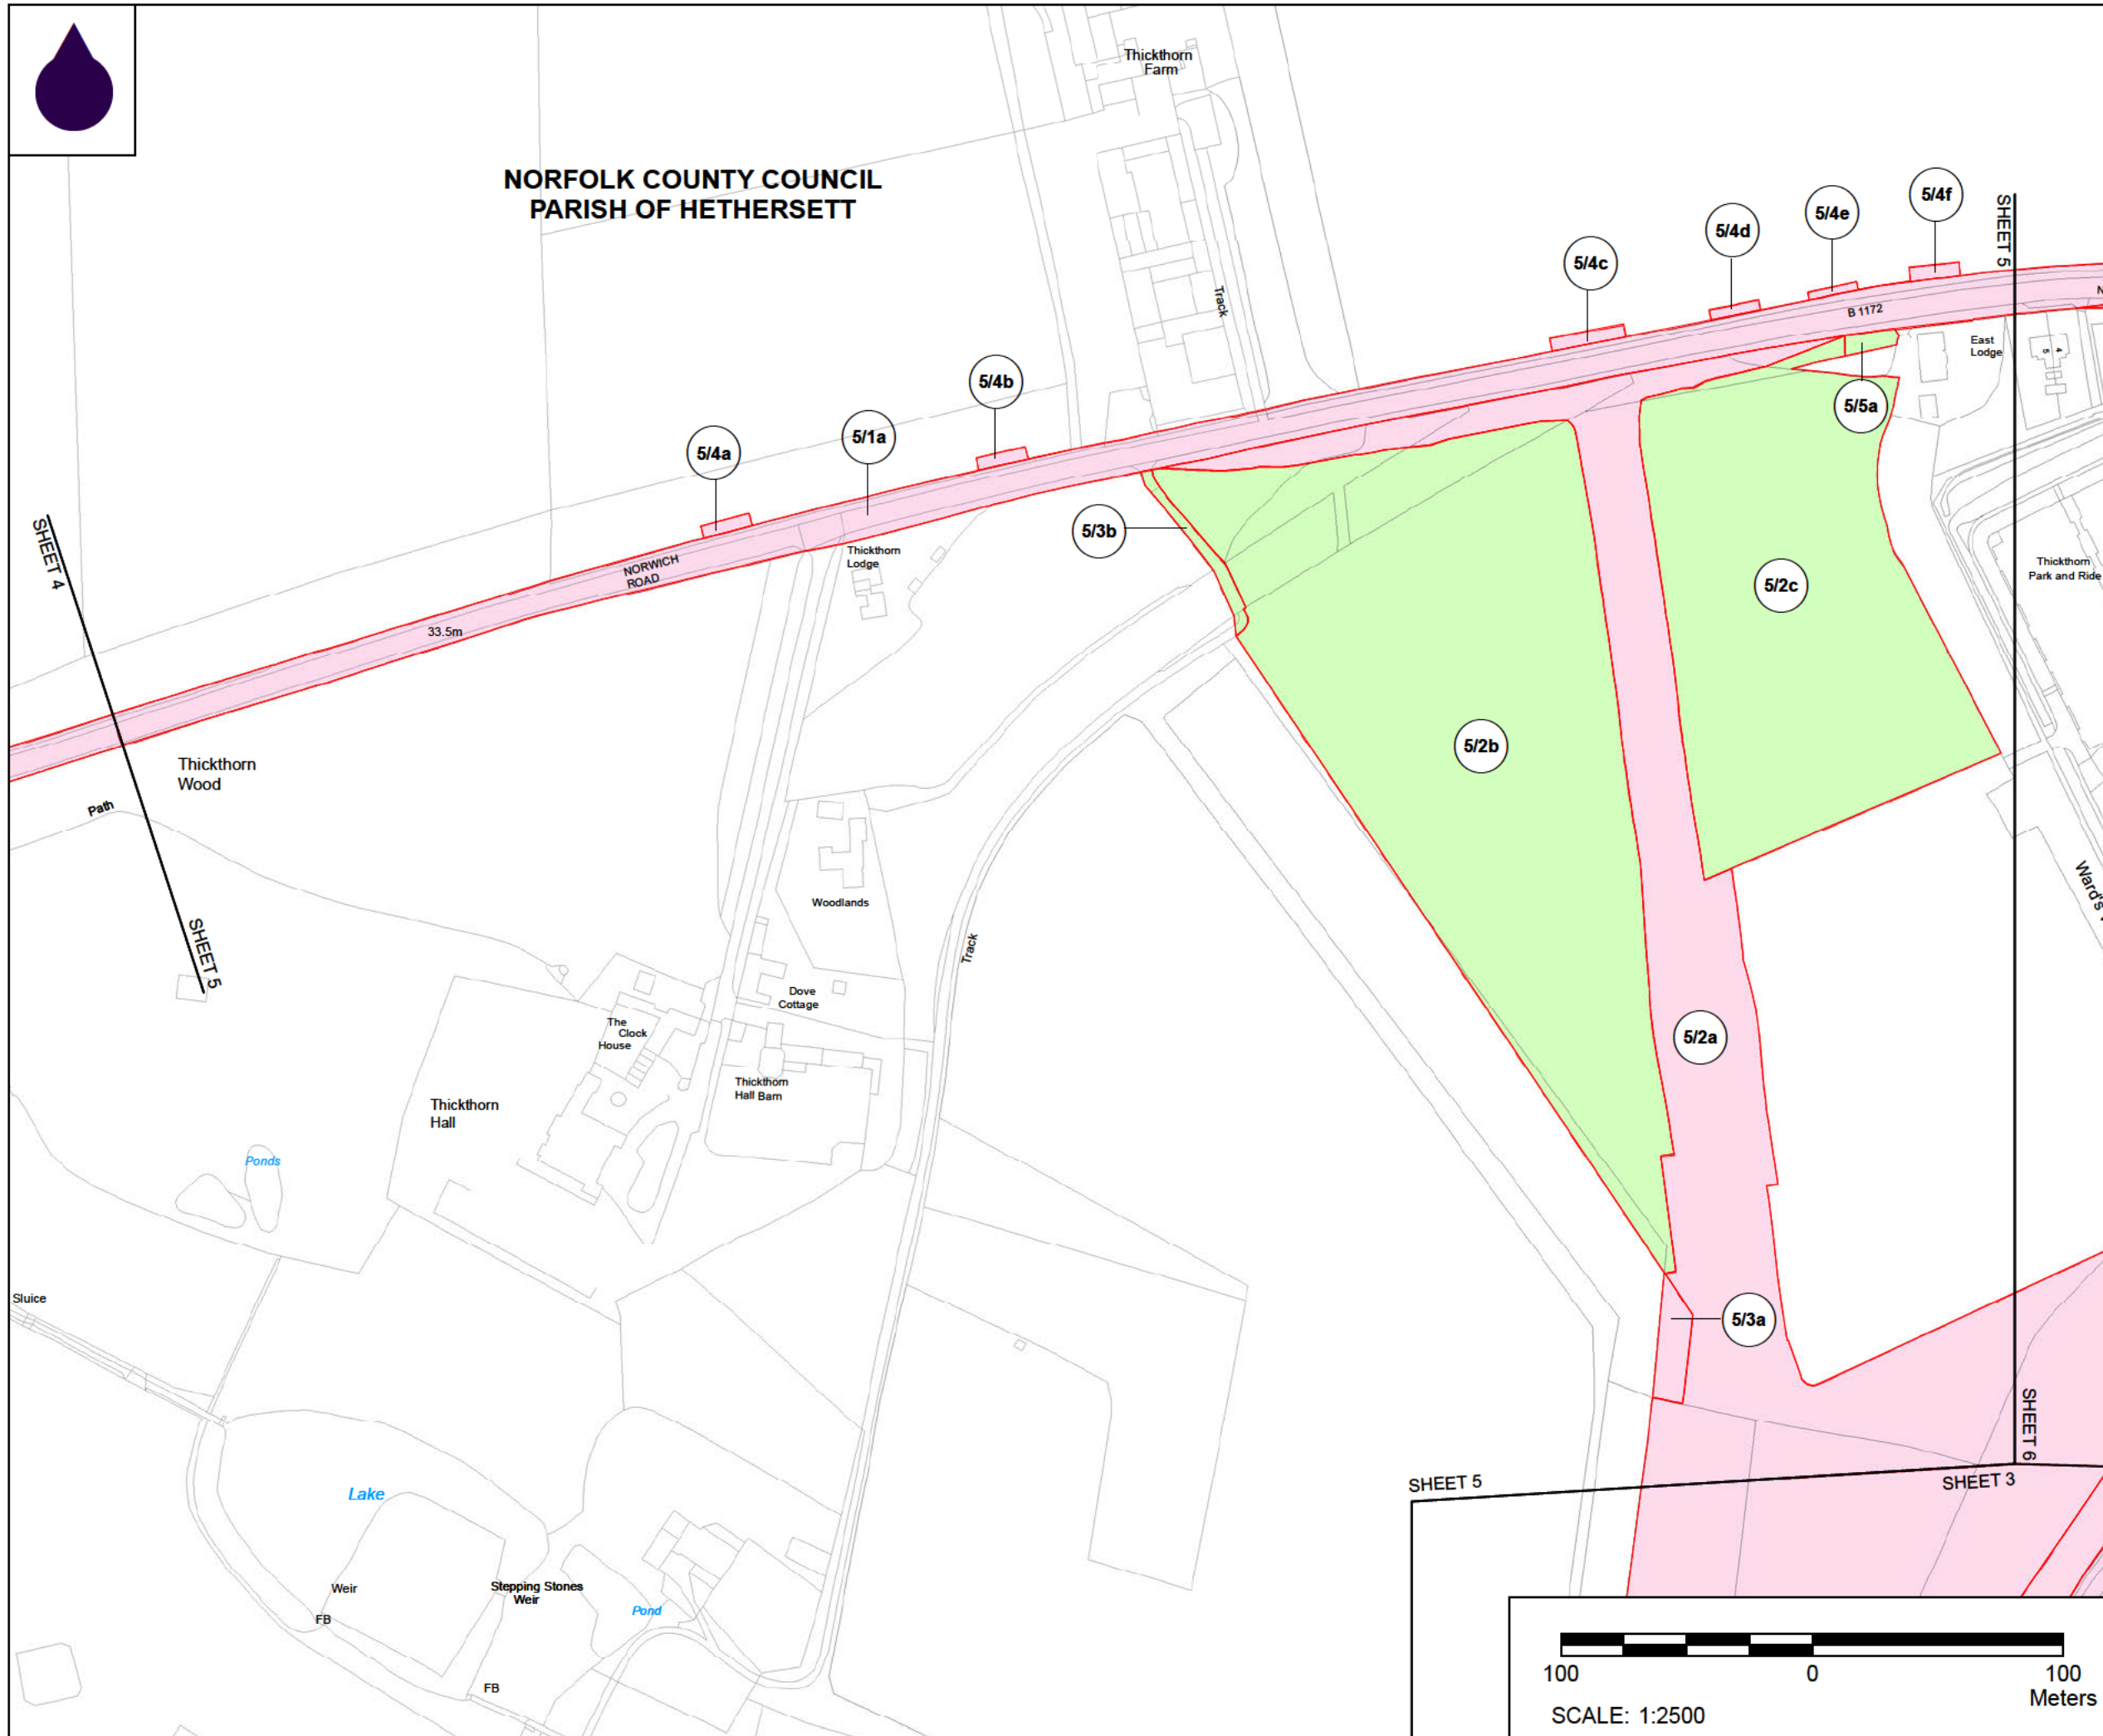 Thickthorn
Farm
NORFOLK COUNTY COUNCIL
PARISH OF HETHERSETT
Track
5/4f
5/4e
5/4d
5/4c
SHEET 5
B 1172
N
East
Lodge
5
4
5/5a
5/4b
5/1a
5/4a
5/3b
SHEET 4
NORWICH
ROAD
Thickthorn
Lodge
33.5m
5/2c
Thickthorn
Park and Ride
5/2b
Thickthorn
Wood
Path
SHEET 5
Woodlands
Track
Ward's
Dove
Cottage
The
Clock
House
5/2a
Thickthorn
Hall Barn
Thickthorn
Hall
Ponds
Sluice
5/3a
SHEET 6
SHEET 5
SHEET 3
Lake
Weir
FB
Stepping Stones
Weir
Pond
FB
100 0 100
Meters
SCALE: 1:2500